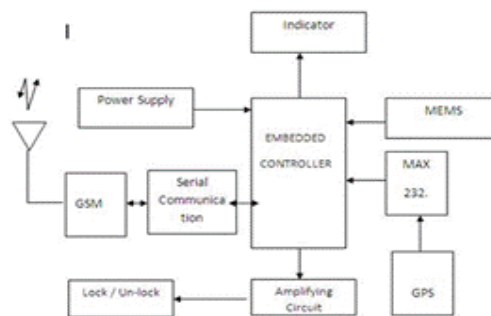 I
Indicator
Power Supply
EMBEDDED
CONTROLLER
MEMS
MAX
232.
GSM
Serial
Communica
tion
GPS
Lock / Un-lock
Amplifying
Circuit